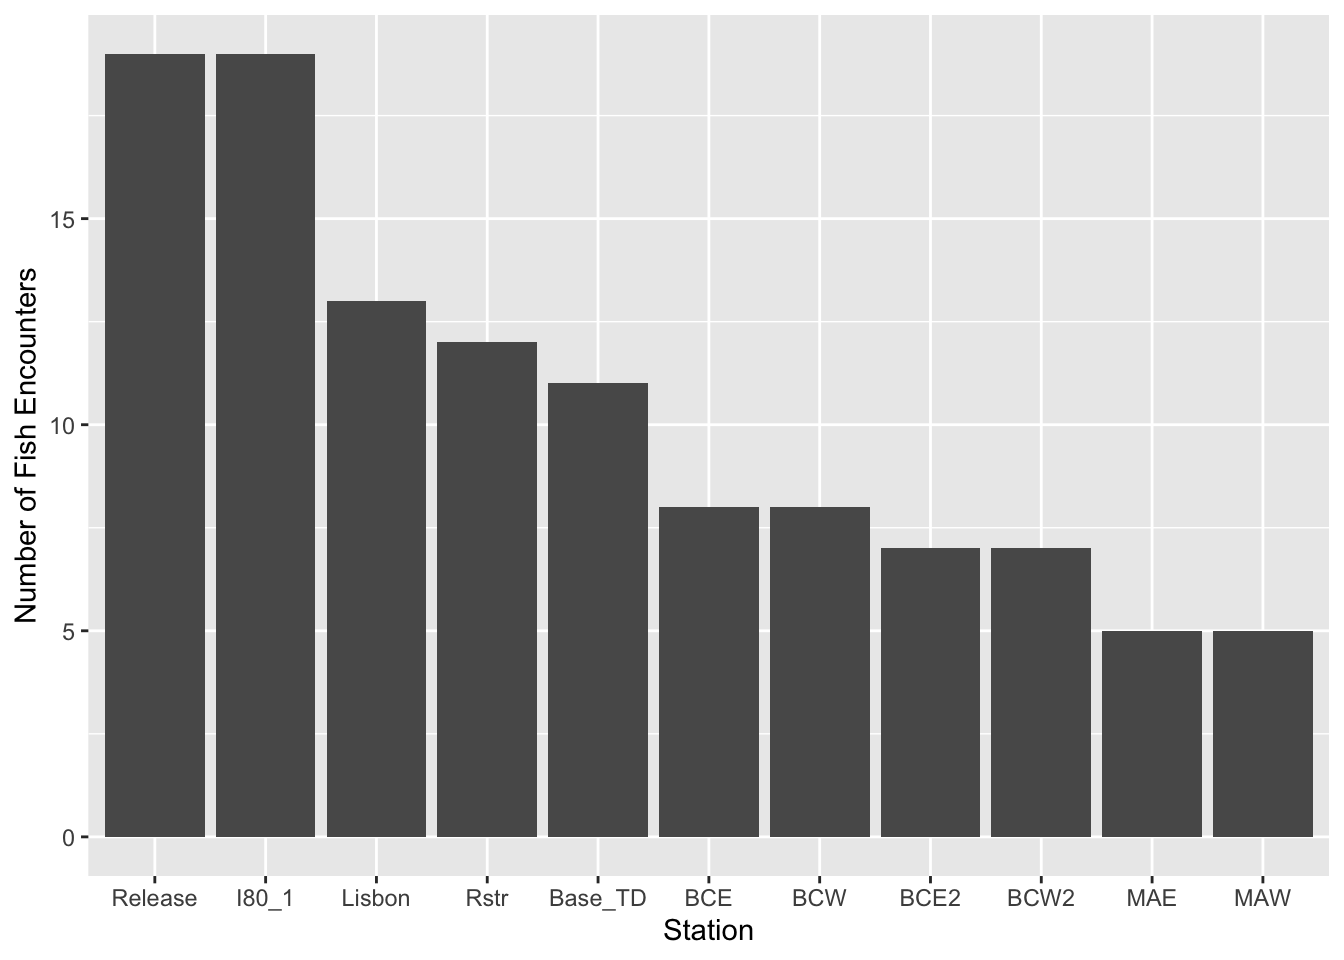 Number of Fish Encounters
15
10
5
0
Release I80_1 Lisbon Rstr Base_TD BCE BCW BCE2 BCW2 MAE MAW
Station